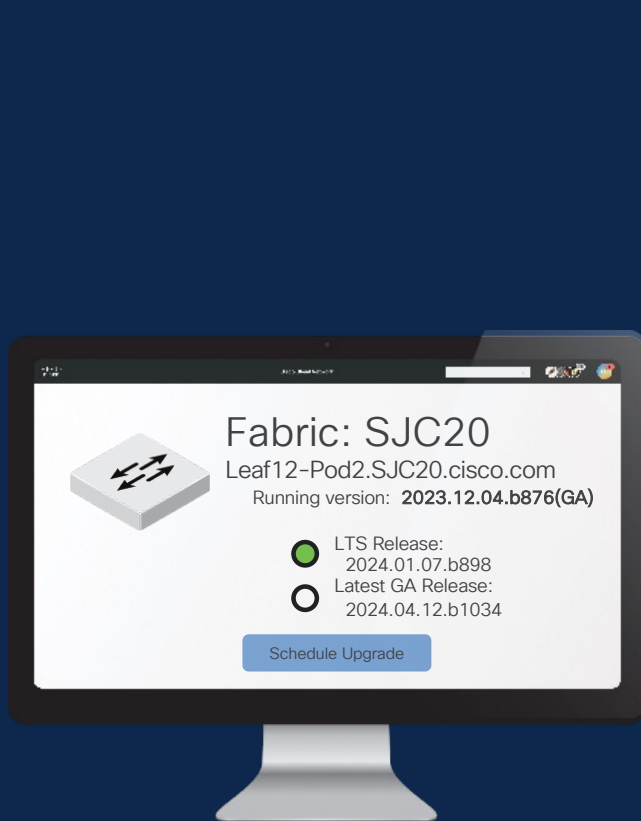 Fabric: SJC20
Leaf12-Pod2.SJC20.cisco.com
Running version: 2023.12.04.b876(GA)
LTS Release:
2024.01.07.b898
Latest GA Release:
2024.04.12.b1034
Schedule Upgrade